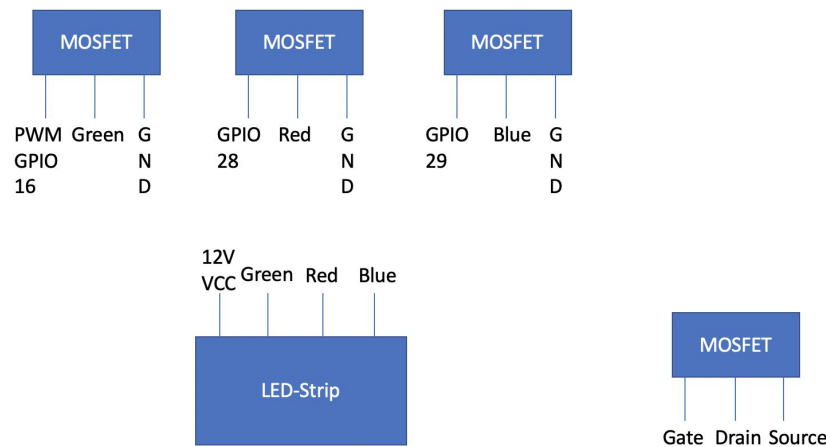 MOSFET MOSFET MOSFET
PWM Green G GPIO Red G GPIO Blue G
GPIO N 28 N 29 N
16 D D D
12V
VCC Green Red Blue
MOSFET
LED-Strip
Gate Drain Source